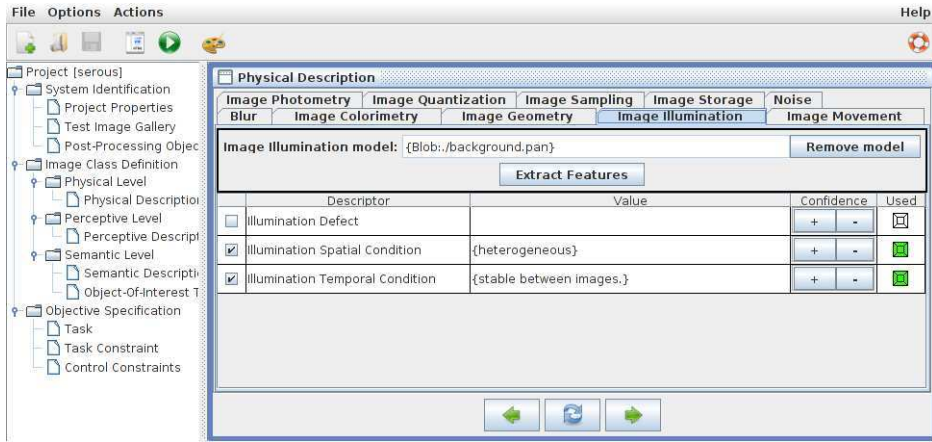 File Options Actions Help
Project [serous]
System Identification
Project Properties
Test Image Gallery
Post-Processing Objec
Image Class Definition
Physical Level
Physical Description
Perceptive Level
Perceptive Descript
Semantic Level
Semantic Descripti
Object-Of-Interest T
Objective Specification
Task
Task Constraint
Control Constraints
Physical Description
Image Photometry Image Quantization Image Sampling Image Storage Noise
Blur Image Colorimetry Image Geometry Image Illumination Image Movement
Image Illumination model: {Blob:./background.pan} Remove model
Extract Features
Descriptor Value Confidence Used
Illumination Defect + -
Illumination Spatial Condition {heterogeneous} + -
Illumination Temporal Condition {stable between images.} + -